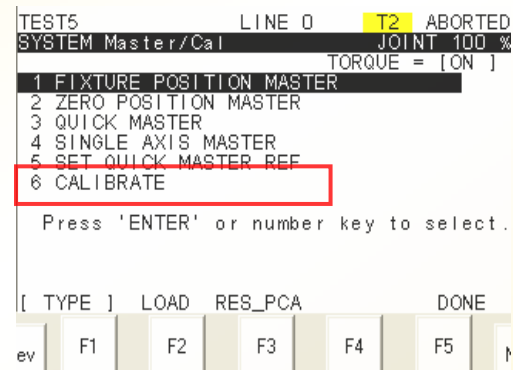 TEST5 LINE 0 T2 ABORTED
SYSTEM Master/Cal JOINT 100 %
TORQUE = [ON ]
1 FIXTURE POSITION MASTER
2 ZERO POSITION MASTER
3 QUICK MASTER
4 SINGLE AXIS MASTER
5 SET QUICK MASTER REF
6 CALIBRATE
Press 'ENTER' or number key to select.
[ TYPE ] LOAD RES_PCA DONE
ev F1 F2 F3 F4 F5